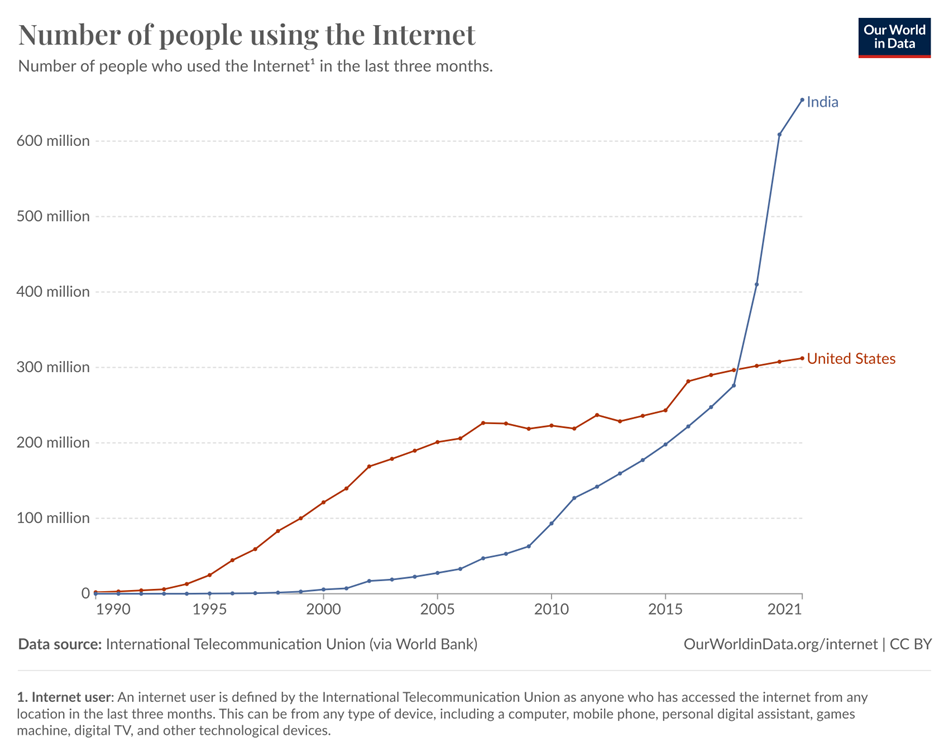 Number of people using the Internet
Our World
in Data
Number of people who used the Internet¹ in the last three months.
India
600 million
500 million
400 million
300 million
United States
200 million
100 million
0
1990 1995 2000 2005 2010 2015 2021
Data source: International Telecommunication Union (via World Bank)
OurWorldinData.org/internet | CC BY
1. Internet user: An internet user is defined by the International Telecommunication Union as anyone who has accessed the internet from any
location in the last three months. This can be from any type of device, including a computer, mobile phone, personal digital assistant, games
machine, digital TV, and other technological devices.